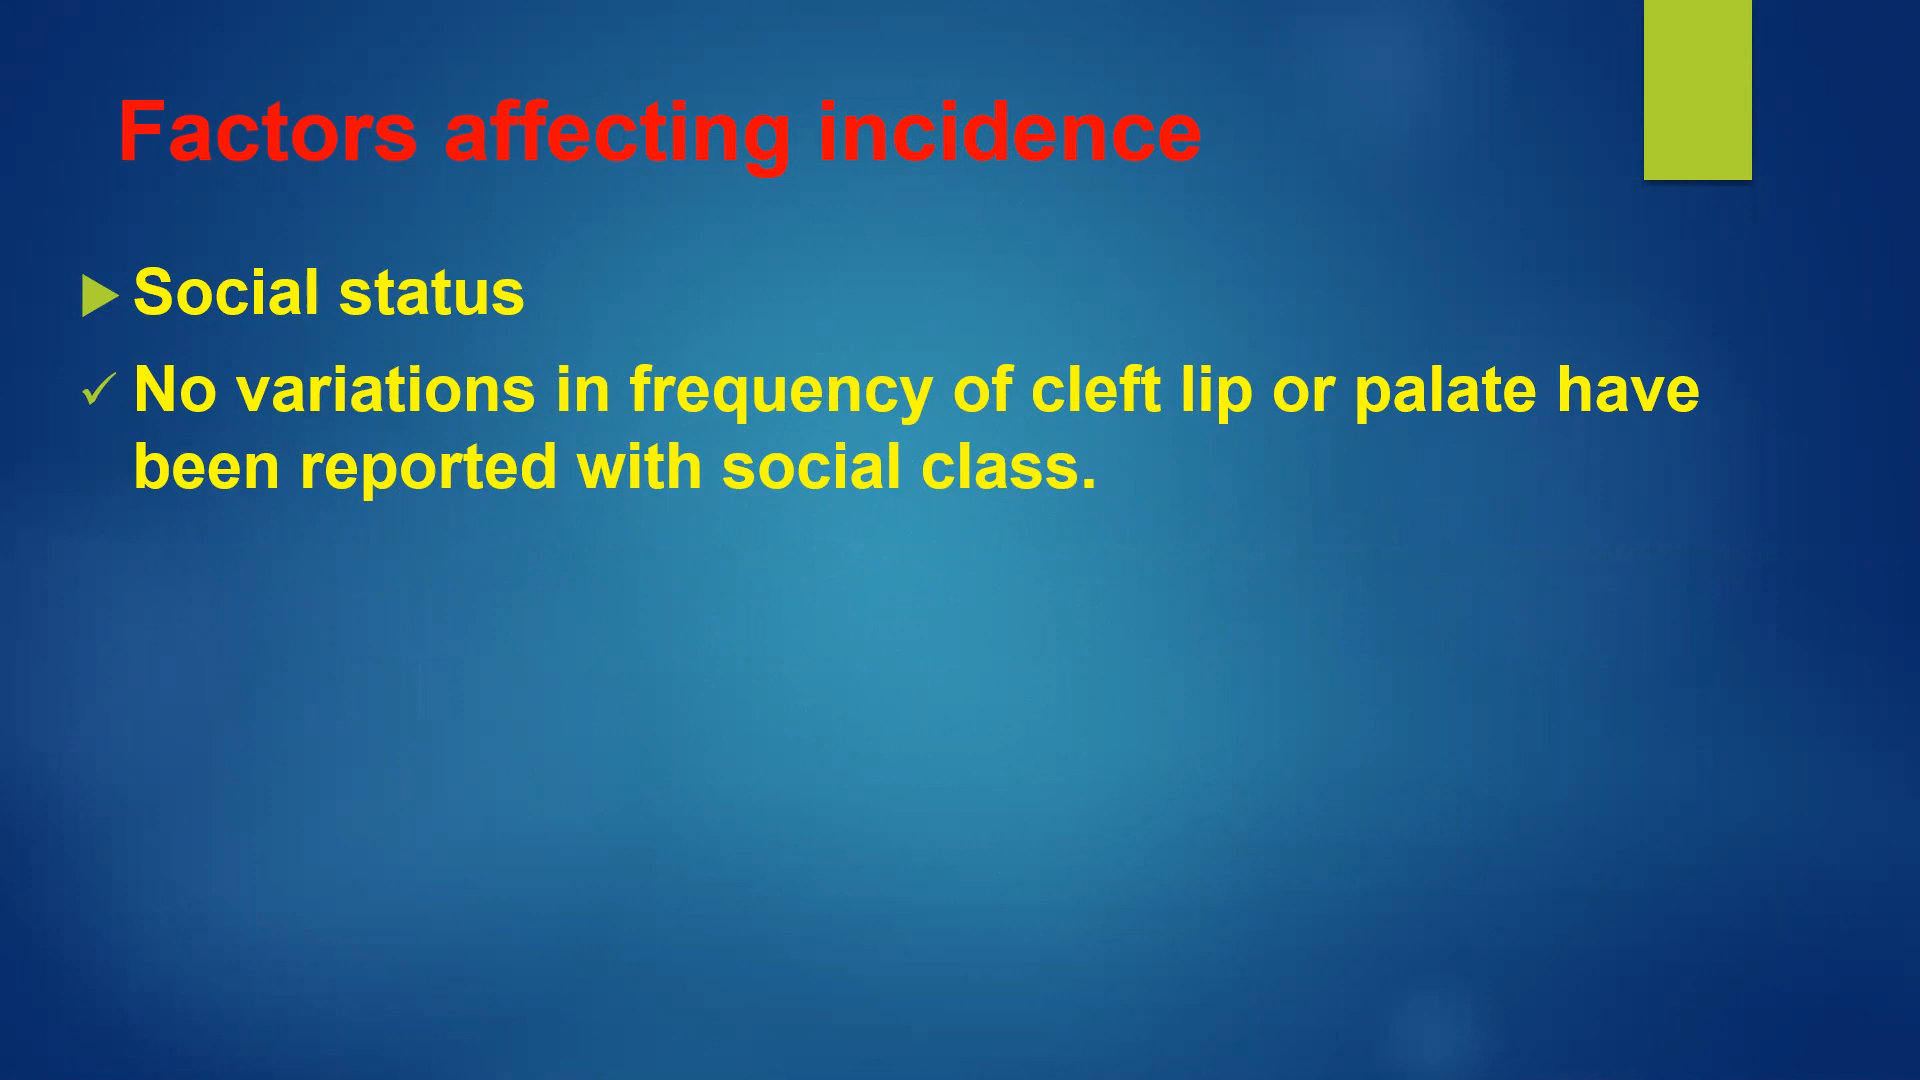 Factors affecting incidence
Social status
No variations in frequency of cleft lip or palate have
been reported with social class.